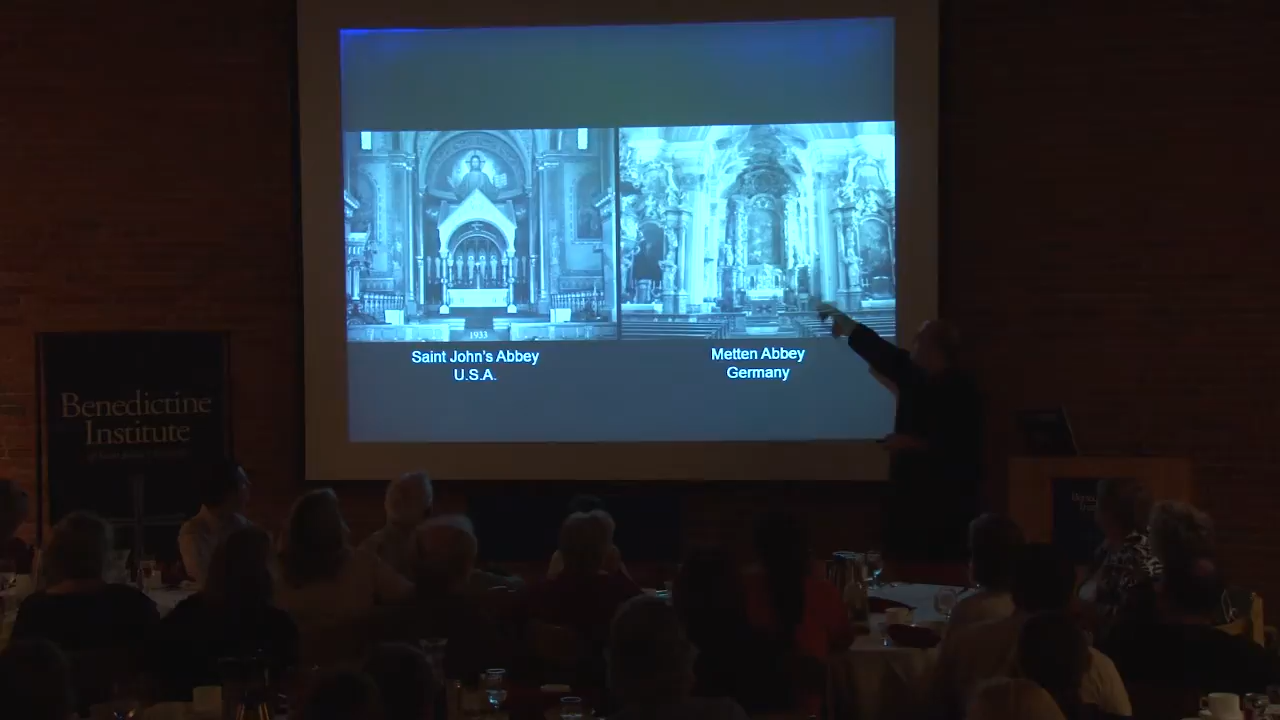 1933
Saint John's Abbey
U.S.A.
Metten Abbey
Germany
Benedictine
Institute